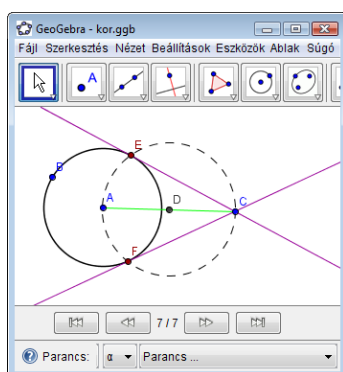 GeoGebra - kor.ggb
Fájl Szerkesztés Nézet Beállítások Eszközök Ablak Súgó
A
E
B
A
D
C
F
7 / 7
Parancs: α Parancs ...